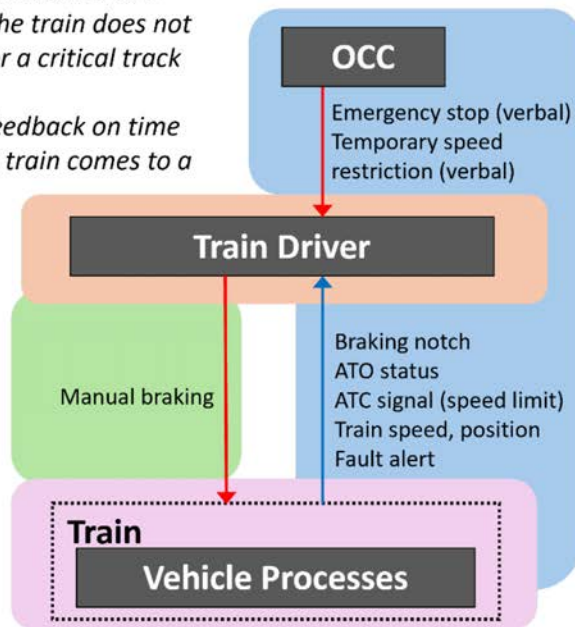 he train does not
r a critical track
eedback on time
train comes to a
OCC
Emergency stop (verbal)
Temporary speed
restriction (verbal)
Train Driver
Manual braking
Braking notch
ATO status
ATC signal (speed limit)
Train speed, position
Fault alert
Train
Vehicle Processes